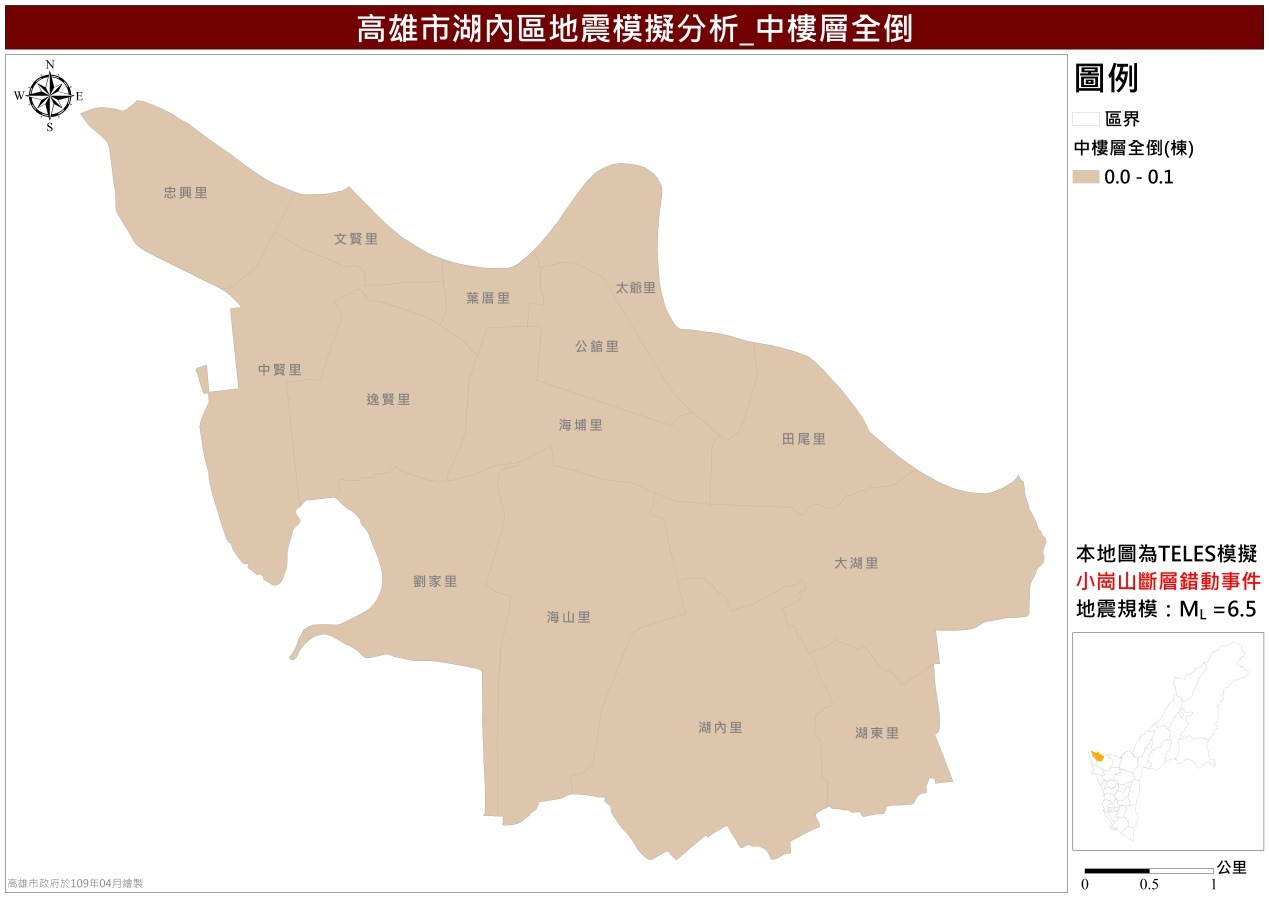 高雄市湖內區地震模擬分析_中樓層全倒
N
W
E
S
圖例
區界
中樓層全倒(棟)
0.0 - 0.1
忠興里
文賢里
葉厝里
太爺里
公舘里
中賢里
逸賢里
海埔里
田尾里
大湖里
劉家里
海山里
湖內里
湖東里
本地圖為TELES模擬
小崗山斷層錯動事件
地震規模：ML =6.5
公里
0 0.5 1
高雄市政府於109年04月繪製